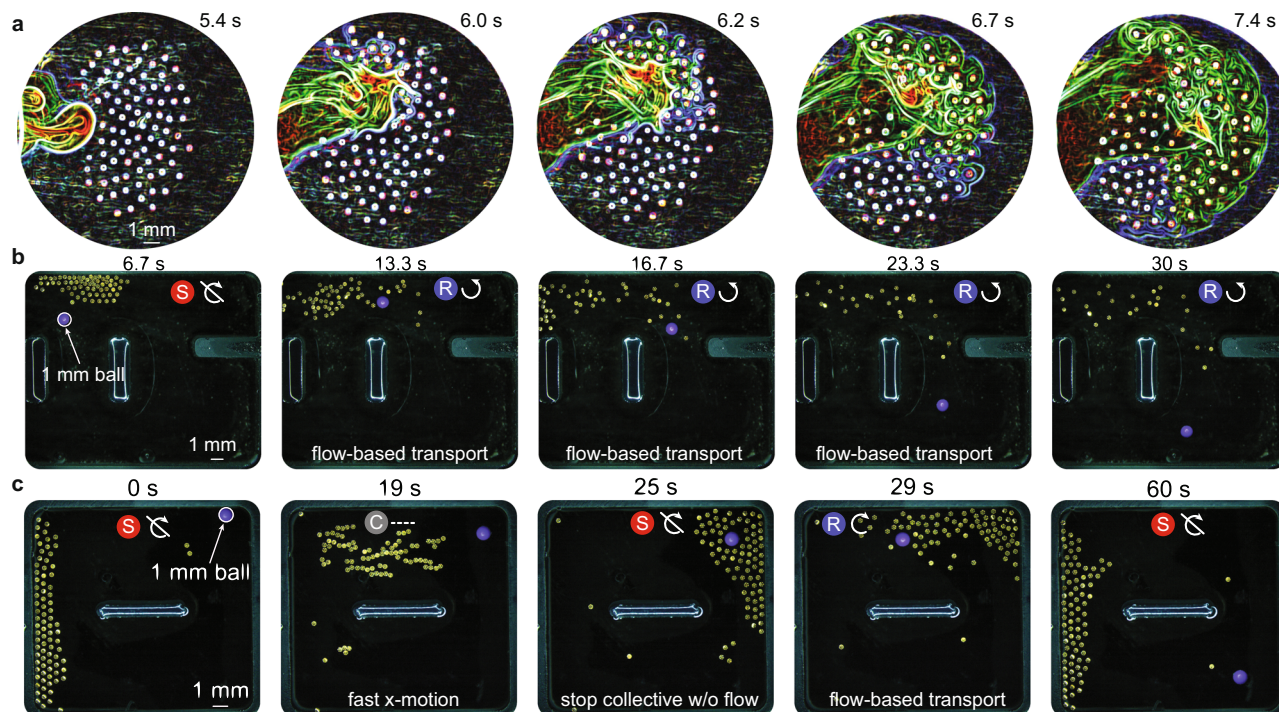 a
5.4 s
6.0 s
6.2 s
6.7 s
7.4 s
1 mm
b
6.7 s
13.3 s
16.7 s
23.3 s
30 s
S
R
R
R
R
1 mm ball
1 mm
flow-based transport
flow-based transport
flow-based transport
c
0 s
19 s
25 s
29 s
60 s
S
C
S
R
S
1 mm ball
1 mm
fast x-motion
stop collective w/o flow
flow-based transport